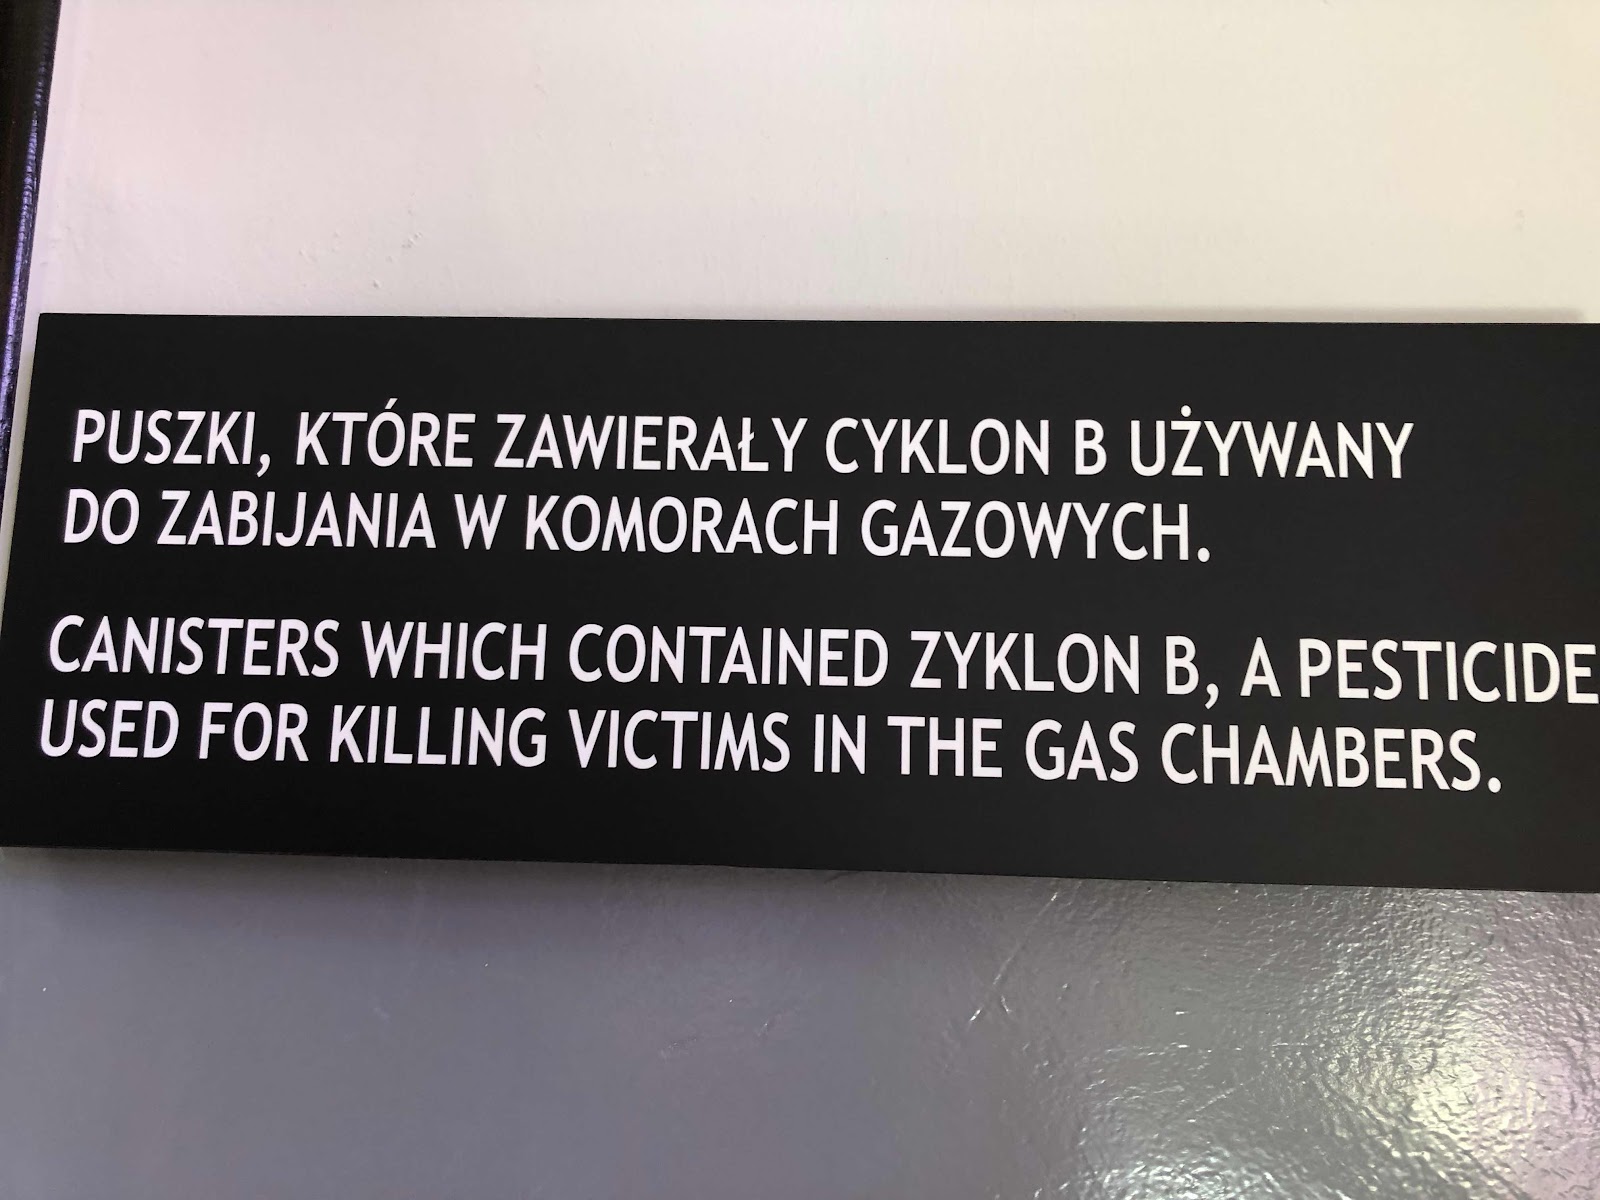 PUSZKI, KTÓRE ZAWIERAŁY CYKLON B UŻYWANY
DO ZABIJANIA W KOMORACH GAZOWYCH.
CANISTERS WHICH CONTAINED ZYKLON B, A PESTICIDE
USED FOR KILLING VICTIMS IN THE GAS CHAMBERS.